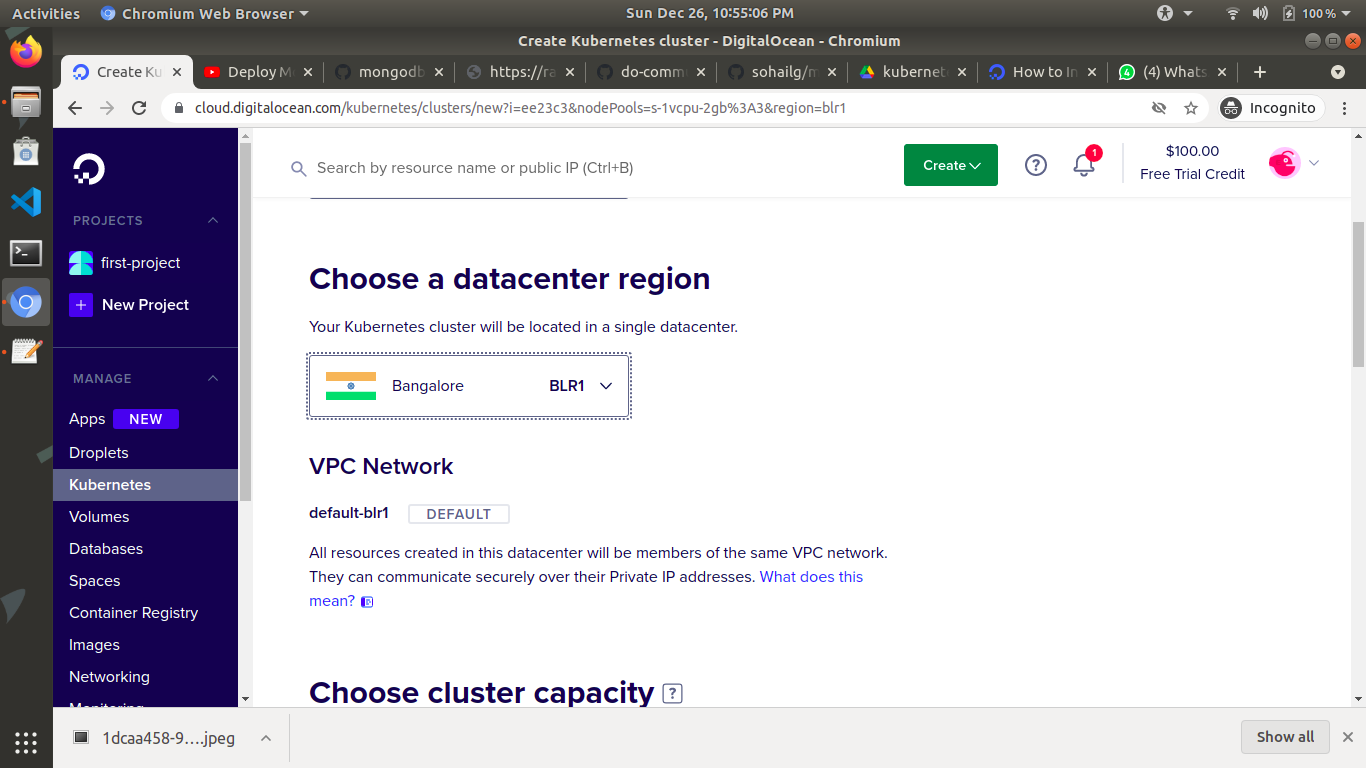 Activities
Chromium Web Browser
Sun Dec 26, 10:55:06 PM
100 %
Create Kubernetes cluster - DigitalOcean - Chromium
Create Ku
Deploy M
mongodb
https://ra
do-comm
sohailg/m
kubernet
How to In
(4) Whats
cloud.digitalocean.com/kubernetes/clusters/new?i=ee23c3&nodePools=s-1vcpu-2gb%3A3&region=blr1
Incognito
PROJECTS
first-project
New Project
MANAGE
Apps NEW
Droplets
Kubernetes
Volumes
Databases
Spaces
Container Registry
Images
Networking
Monitoring
Search by resource name or public IP (Ctrl+B)
Create
1
$100.00
Free Trial Credit
Choose a datacenter region
Your Kubernetes cluster will be located in a single datacenter.
Bangalore BLR1
VPC Network
default-blr1 DEFAULT
All resources created in this datacenter will be members of the same VPC network.
They can communicate securely over their Private IP addresses. What does this
mean?
Choose cluster capacity ?
1dcaa458-9....jpeg
Show all